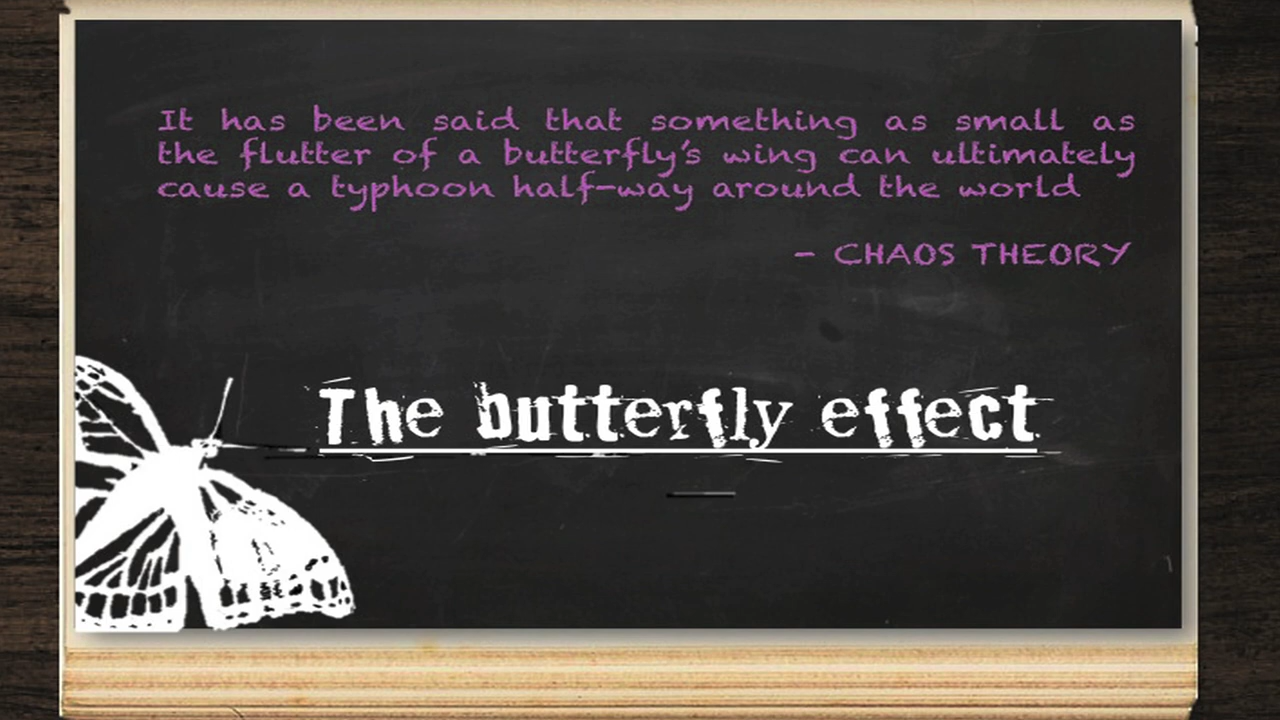 It has been said that something as small as
the flutter of a butterfly's wing can ultimately
cause a typhoon half-way around the world
- CHAOS THEORY
The butterfly effect